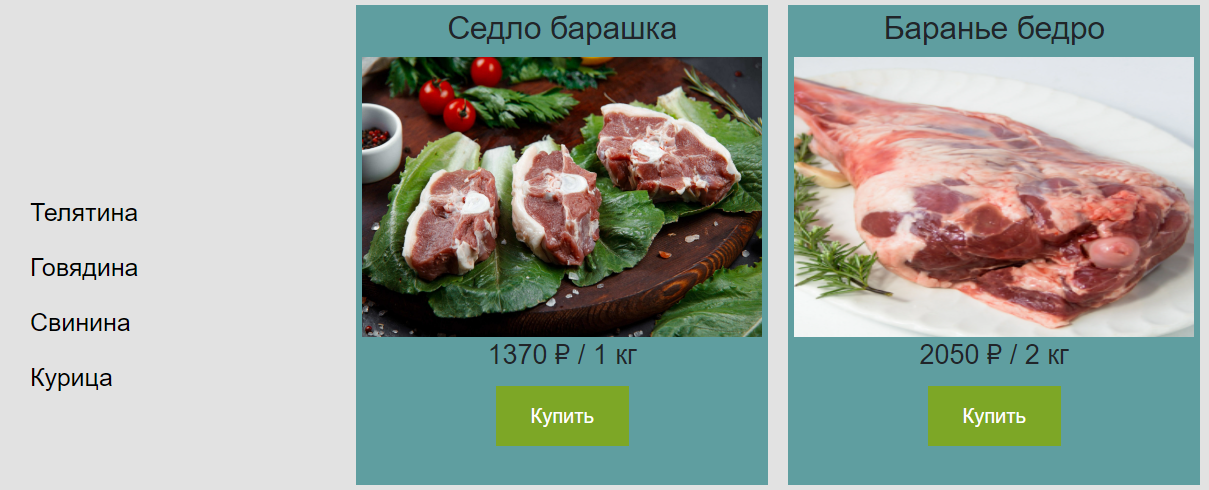 Телятина
Говядина
Свинина
Курица
Седло барашка
1370 ₽ / 1 кг
Купить
Баранье бедро
2050 ₽ / 2 кг
Купить